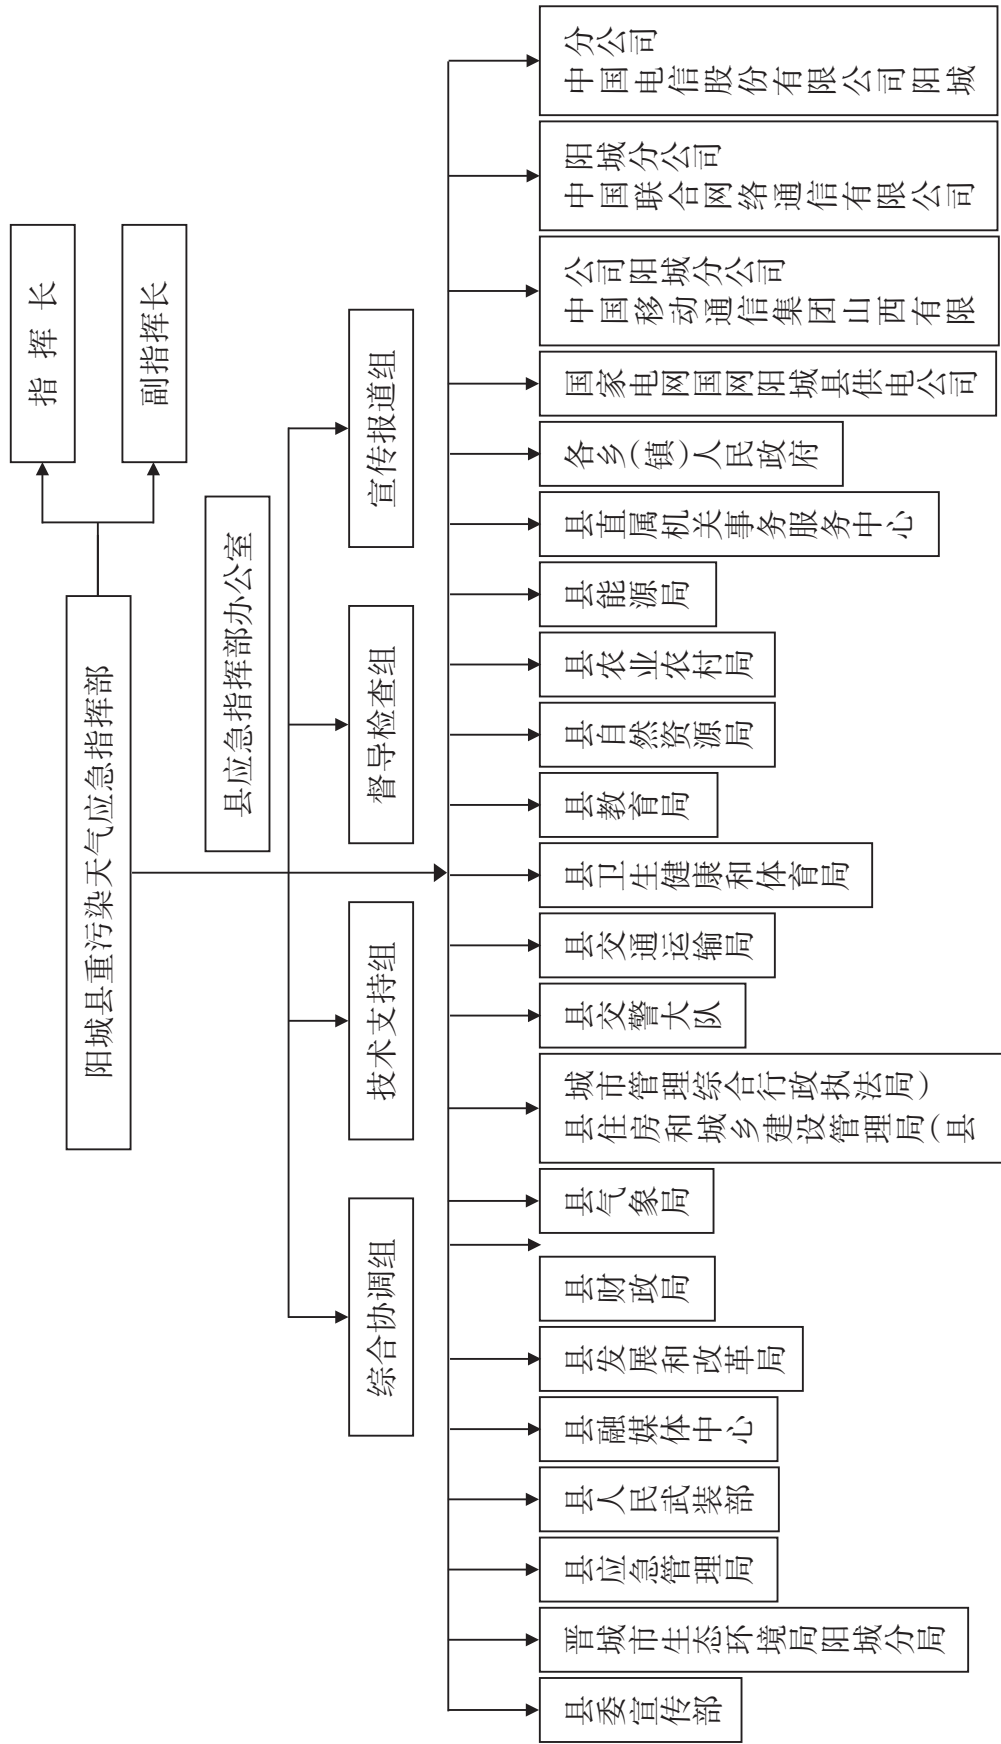 指挥长
阳城县重污染天气应急指挥部
副指挥长
县应急指挥部办公室
综合协调组
技术支持组
督导检查组
宣传报道组
县委宣传部
晋城市生态环境局阳城分局
县应急管理局
县人民武装部
县融媒体中心
县发展和改革局
县财政局
县气象局
县住房和城乡建设管理局(县
城市管理综合行政执法局)
县交警大队
县交通运输局
县卫生健康和体育局
县教育局
县自然资源局
县农业农村局
县能源局
县直属机关事务服务中心
各乡(镇)人民政府
国家电网国网阳城县供电公司
中国移动通信集团山西有限
公司阳城分公司
中国联合网络通信有限公司
阳城分公司
中国电信股份有限公司阳城
分公司